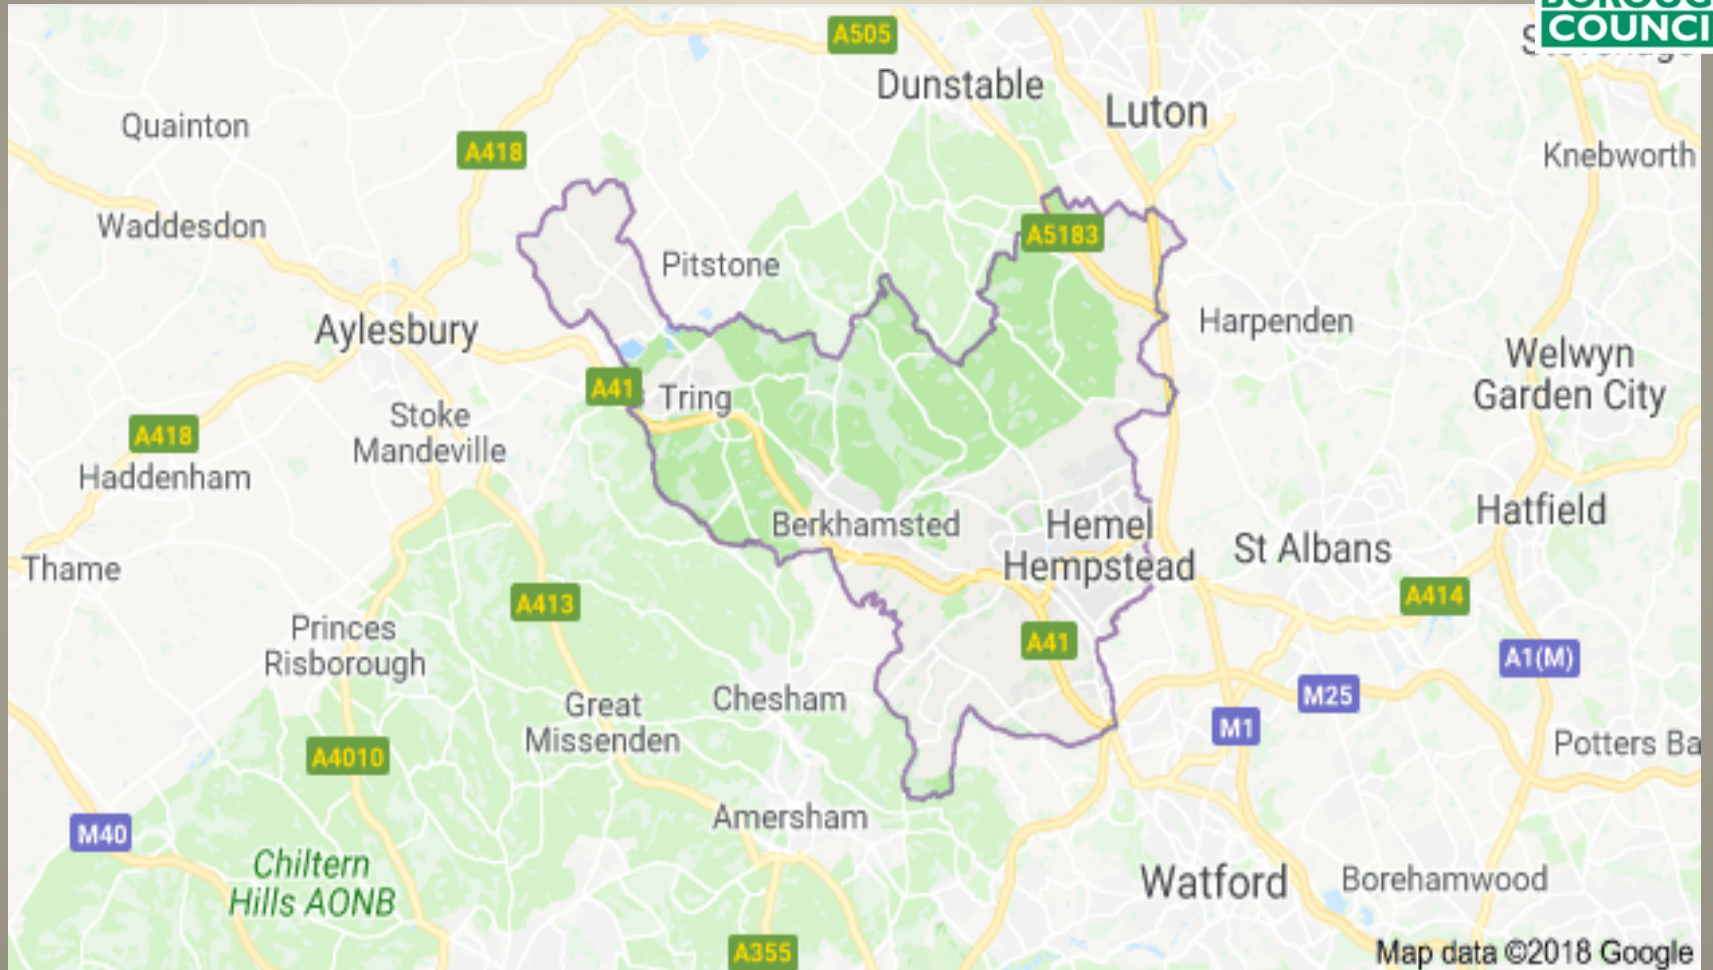 BOROUG
COUNCI
A505
Dunstable
Luton
Quainton
A418
Knebworth
Waddesdon
A5183
Pitstone
Aylesbury
Harpenden
Welwyn
Garden City
A41
Tring
Stoke
Mandeville
A418
Haddenham
Hatfield
Berkhamsted
Hemel
Hempstead
St Albans
Thame
A413
A414
Princes
Risborough
A41
A1(M)
M25
Chesham
Great
Missenden
M1
A4010
Potters Ba
Amersham
M40
Chiltern
Hills AONB
Watford
Borehamwood
A355
Map data ©2018 Google